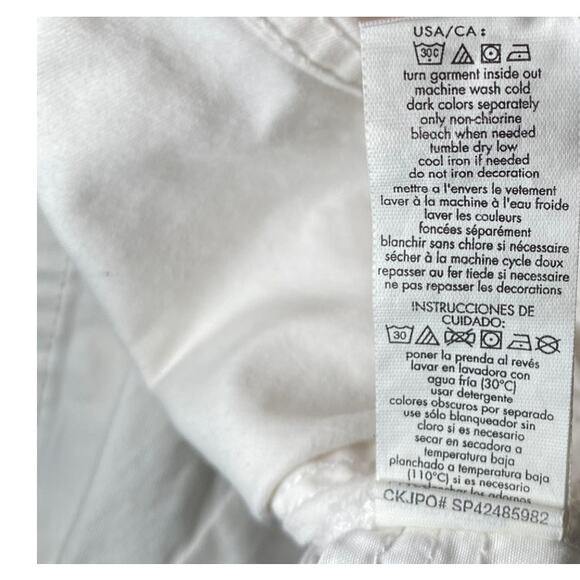 USA/CA:
30C
turn garment inside out
machine wash cold
dark colors separately
only non-chlorine
bleach when needed
tumble dry low
cool iron if needed
do not iron decoration
mettre a l'envers le vetement
laver à la machine à l'eau froide
laver les couleurs
foncées séparément
blanchir sans chlore si nécessaire
sécher à la machine cycle doux
repasser au fer tiede si necessaire
ne pas repasser les decorations
INSTRUCCIONES DE
CUIDADO:
30
poner la prenda al revés
lavar en lavadora con
agua fría (30°C)
usar detergente
colores obscuros por separado
use sólo blanqueador sin
cloro si es necesario
secar en secadora a
temperatura baja
planchado a temperatura baja
(110°C) si es necesario
los adornos
CKJPO# SP42485982